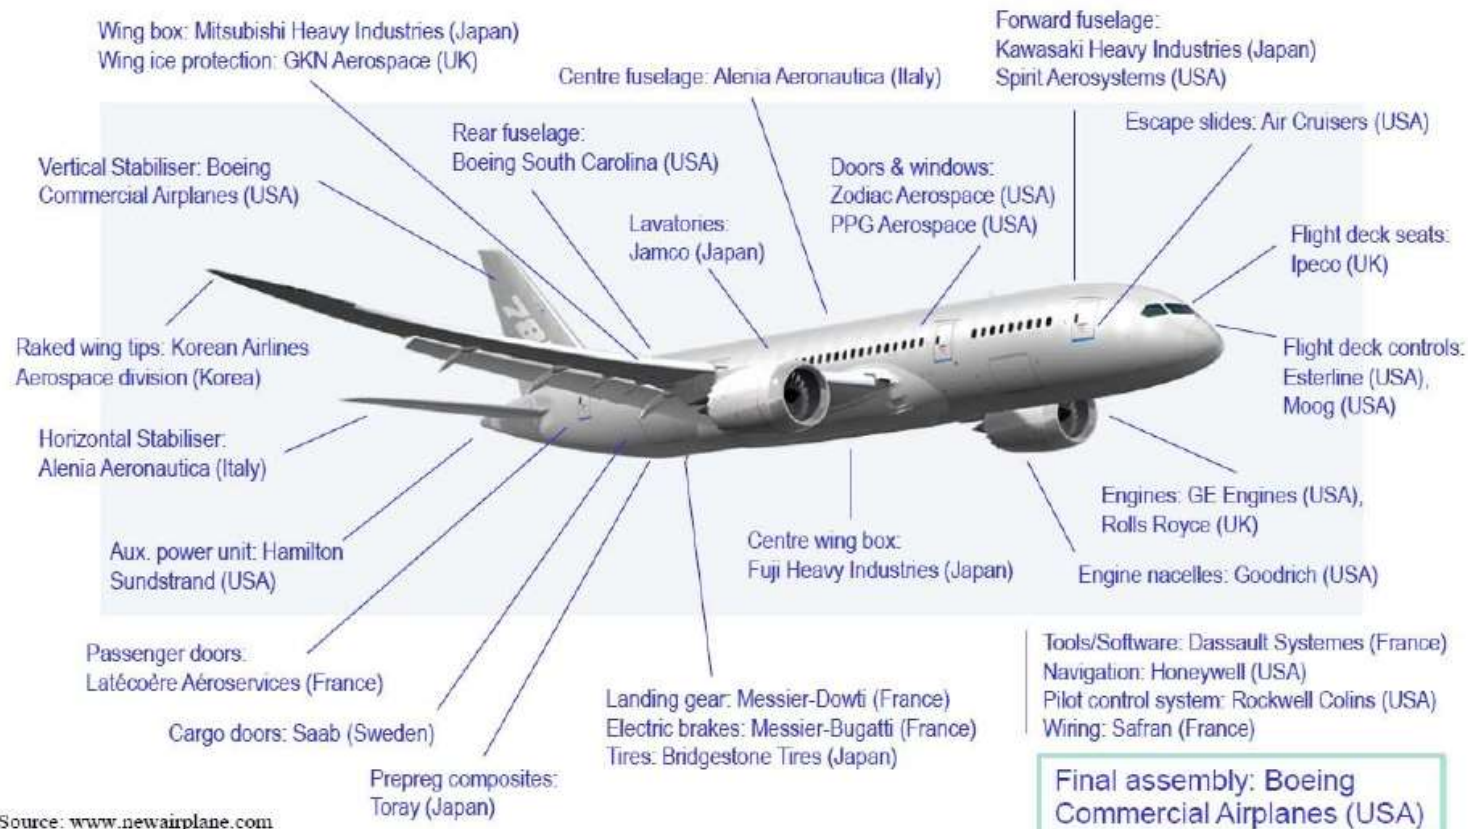 Wing box: Mitsubishi Heavy Industries (Japan)
Wing ice protection: GKN Aerospace (UK)
Centre fuselage: Alenia Aeronautica (Italy)
Forward fuselage:
Kawasaki Heavy Industries (Japan)
Spirit Aerosystems (USA)
Escape slides: Air Cruisers (USA)
Rear fuselage:
Boeing South Carolina (USA)
Vertical Stabiliser: Boeing
Commercial Airplanes (USA)
Doors & windows:
Zodiac Aerospace (USA)
PPG Aerospace (USA)
Lavatories:
Jamco (Japan)
Flight deck seats:
Ipeco (UK)
78
Raked wing tips: Korean Airlines
Aerospace division (Korea)
Flight deck controls:
Esterline (USA),
Moog (USA)
Horizontal Stabiliser:
Alenia Aeronautica (Italy)
Engines: GE Engines (USA),
Rolls Royce (UK)
Aux. power unit: Hamilton
Sundstrand (USA)
Centre wing box:
Fuji Heavy Industries (Japan)
Engine nacelles: Goodrich (USA)
Passenger doors:
Latécoère Aéroservices (France)
Cargo doors: Saab (Sweden)
Prepreg composites:
Toray (Japan)
Landing gear: Messier-Dowti (France)
Electric brakes: Messier-Bugatti (France)
Tires: Bridgestone Tires (Japan)
Tools/Software: Dassault Systemes (France)
Navigation: Honeywell (USA)
Pilot control system: Rockwell Colins (USA)
Wiring: Safran (France)
Final assembly: Boeing
Commercial Airplanes (USA)
Source: www.newairplane.com